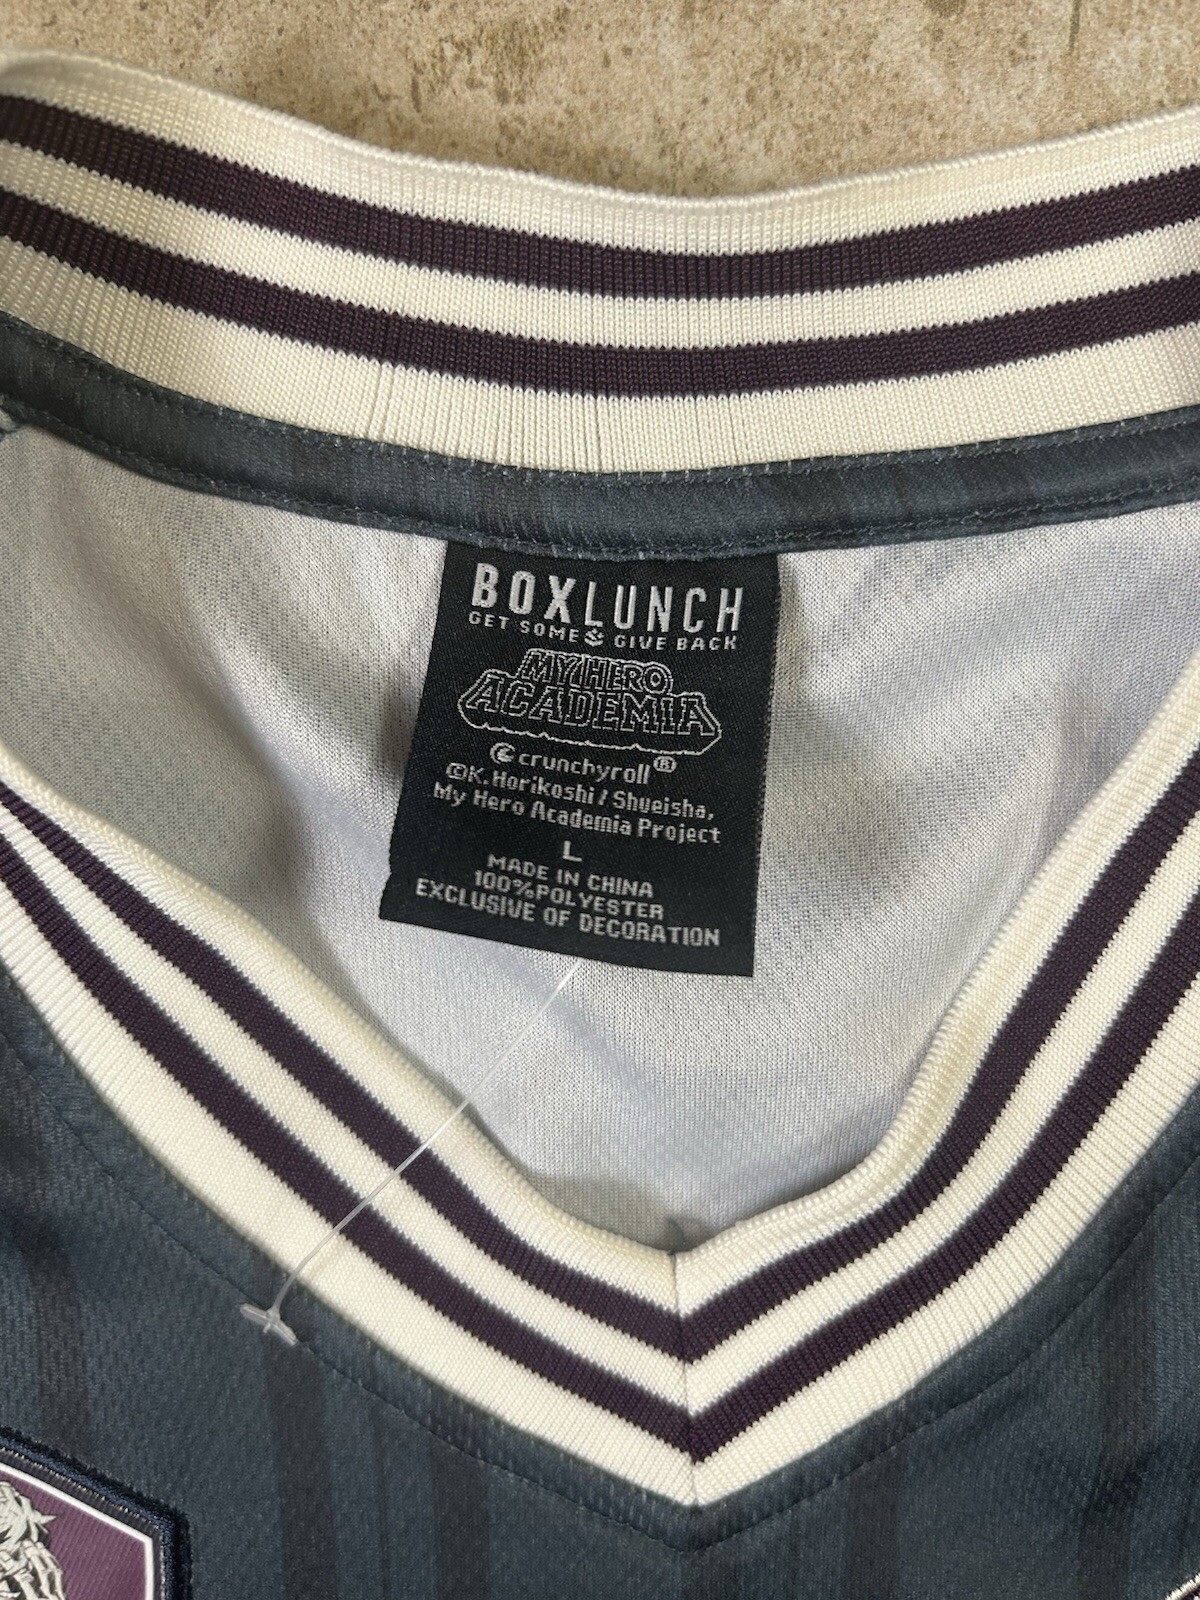 BOXLUNCH
GET SOME & GIVE BACK
MY HERO
ACADEMIA
crunchyroll®
©K. Horikoshi / Shueisha,
My Hero Academia Project
L
MADE IN CHINA
100%POLYESTER
EXCLUSIVE OF DECORATION